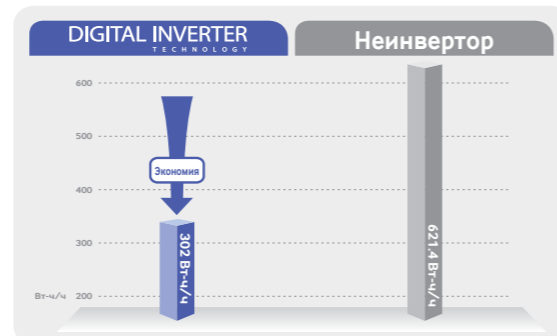 DIGITAL INVERTER
TECHNOLOGY
Неинвертор
600
500
Экономия
400
300
302 Вт-ч/ч
621.4 Вт-ч/ч
Вт-ч/ч 200